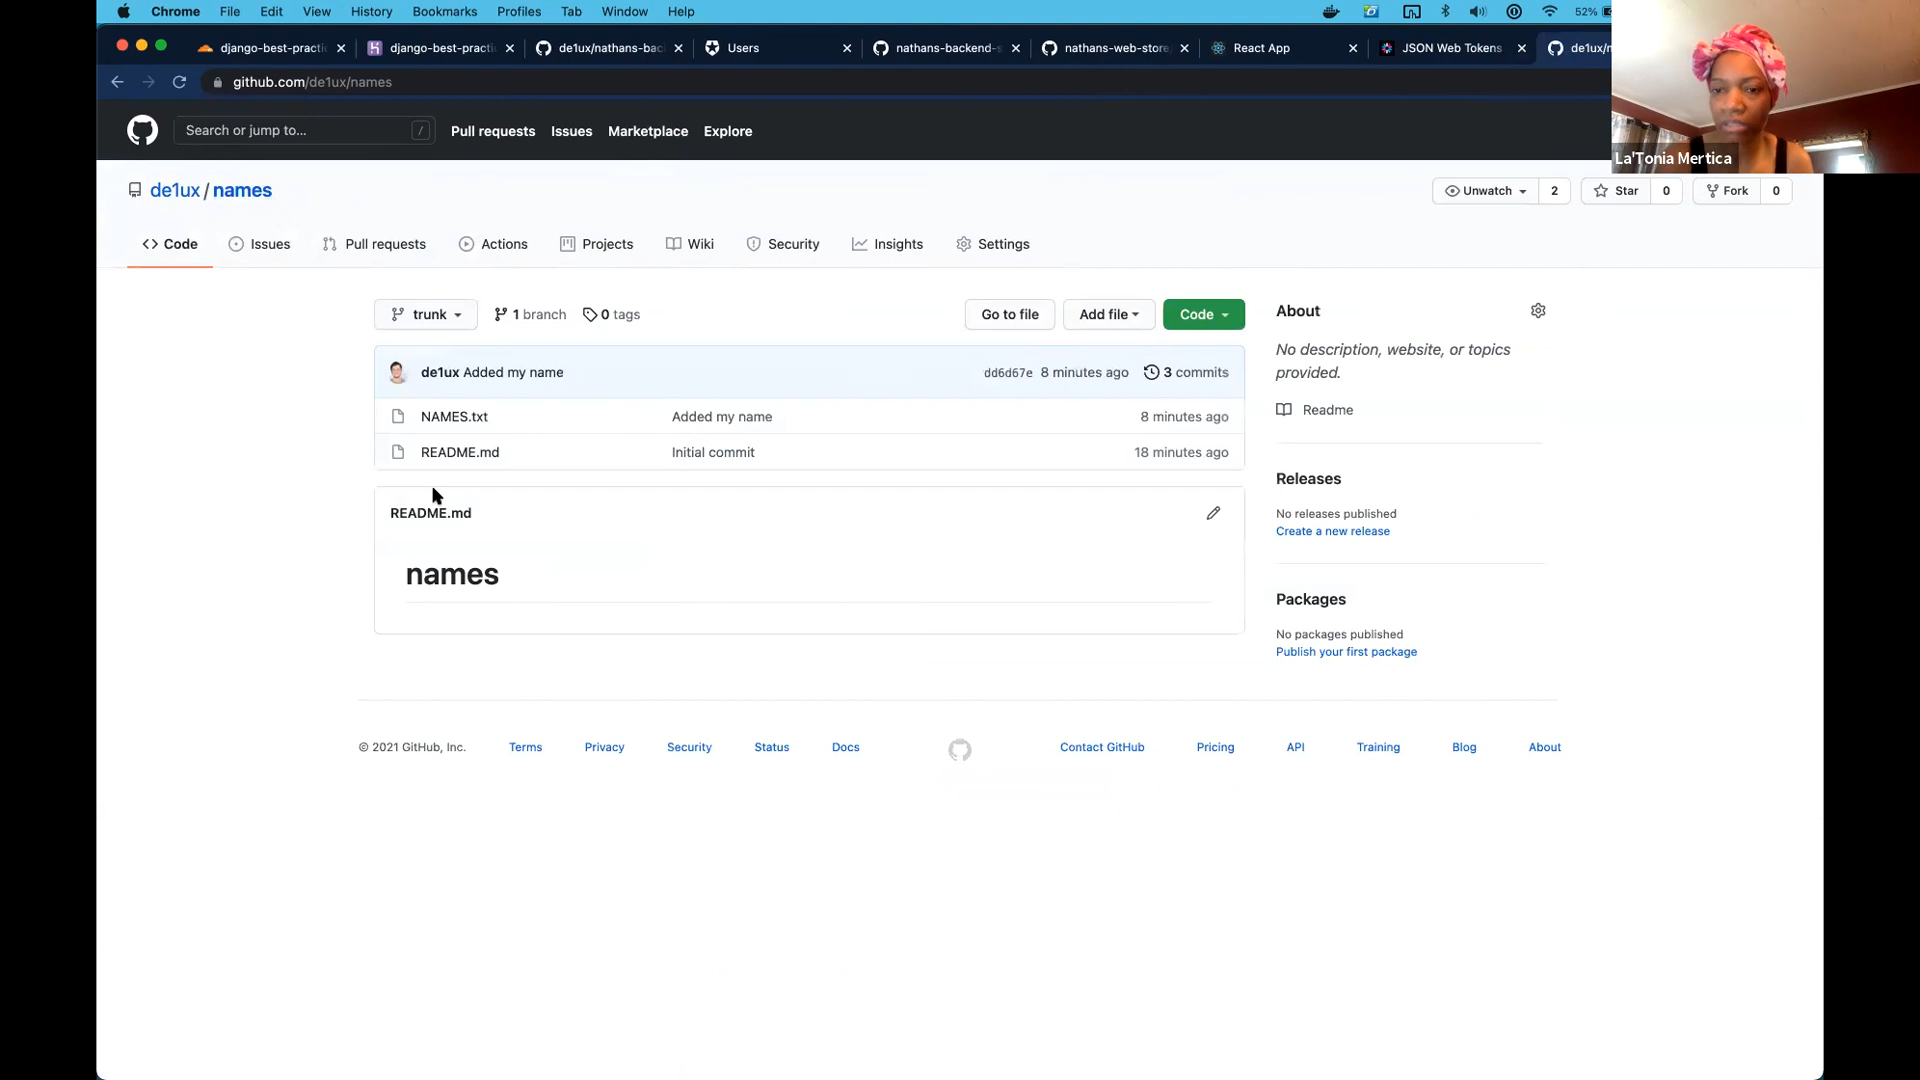 Chrome File Edit View History Bookmarks Profiles Tab Window Help 52%
django-best-practi django-best-practi de1ux/nathans-bac Users nathans-backend-s nathans-web-store React App JSON Web Tokens de1ux/n
github.com/de1ux/names
Search or jump to... / Pull requests Issues Marketplace Explore
La'Tonia Mertica
de1ux / names
Unwatch 2 Star 0 Fork 0
Code Issues Pull requests Actions Projects Wiki Security Insights Settings
trunk 1 branch 0 tags Go to file Add file Code
de1ux Added my name dd6d67e 8 minutes ago 3 commits
NAMES.txt Added my name 8 minutes ago
README.md Initial commit 18 minutes ago
README.md
names
About
No description, website, or topics
provided.
Readme
Releases
No releases published
Create a new release
Packages
No packages published
Publish your first package
© 2021 GitHub, Inc. Terms Privacy Security Status Docs Contact GitHub Pricing API Training Blog About